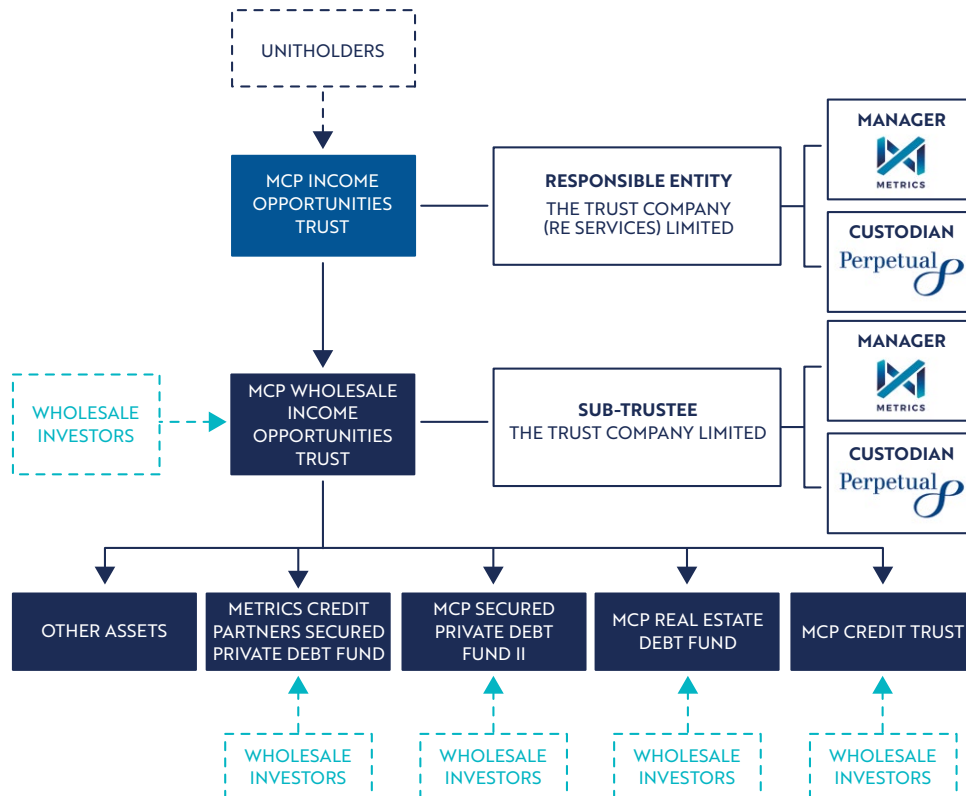 UNITHOLDERS
MCP INCOME
OPPORTUNITIES
TRUST
RESPONSIBLE ENTITY
THE TRUST COMPANY
(RE SERVICES) LIMITED
MANAGER
METRICS
CUSTODIAN
Perpetual
WHOLESALE
INVESTORS
MCP WHOLESALE
INCOME
OPPORTUNITIES
TRUST
SUB-TRUSTEE
THE TRUST COMPANY LIMITED
MANAGER
METRICS
CUSTODIAN
Perpetual
OTHER ASSETS
METRICS CREDIT
PARTNERS SECURED
PRIVATE DEBT FUND
MCP SECURED
PRIVATE DEBT
FUND II
MCP REAL ESTATE
DEBT FUND
MCP CREDIT TRUST
WHOLESALE
INVESTORS
WHOLESALE
INVESTORS
WHOLESALE
INVESTORS
WHOLESALE
INVESTORS